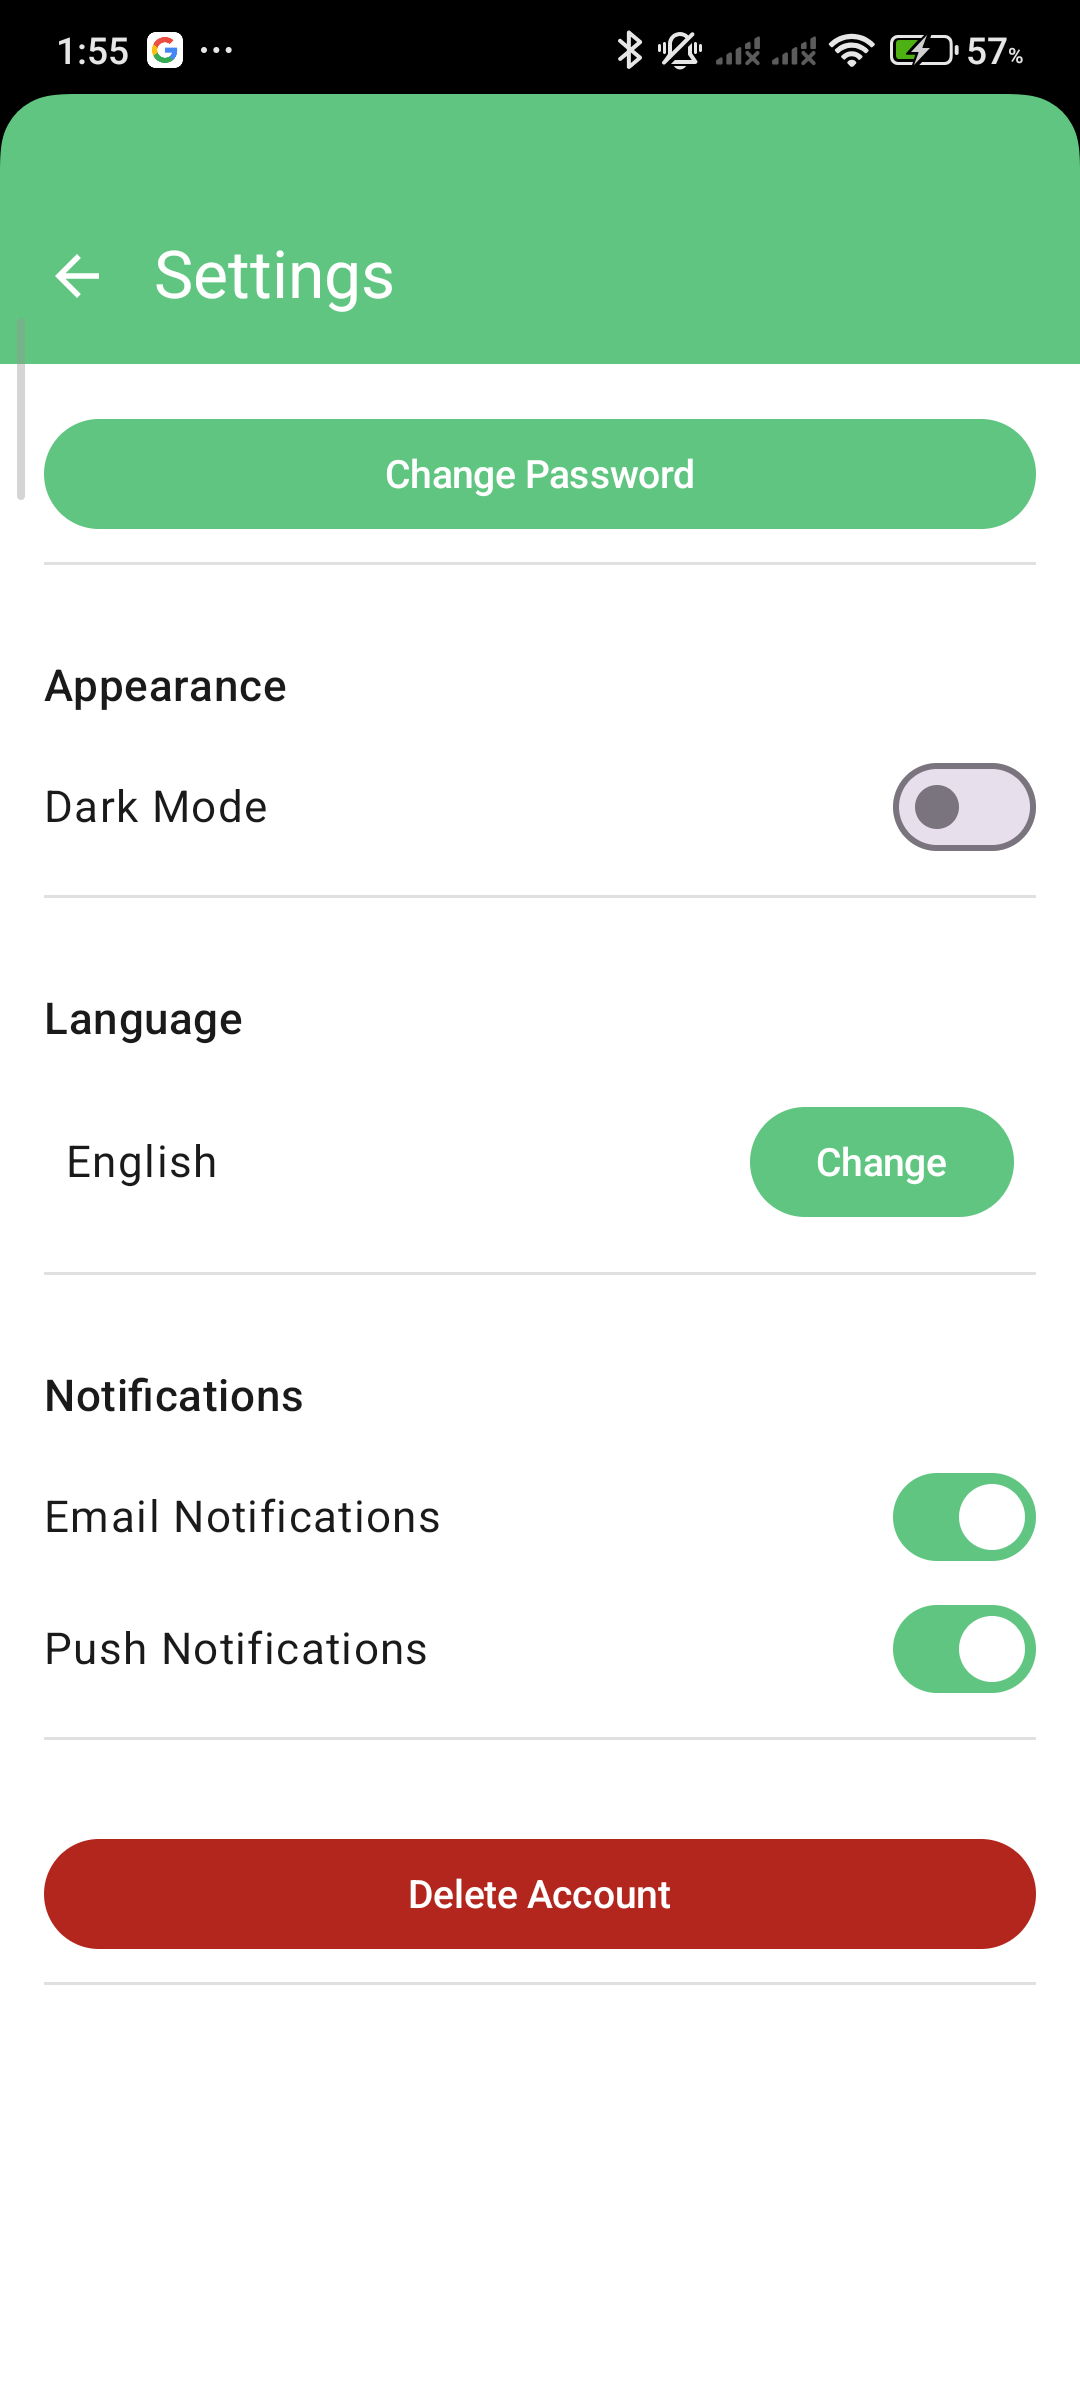 1:55 57%
Settings
Change Password
Appearance
Dark Mode
Language
English
Change
Notifications
Email Notifications
Push Notifications
Delete Account